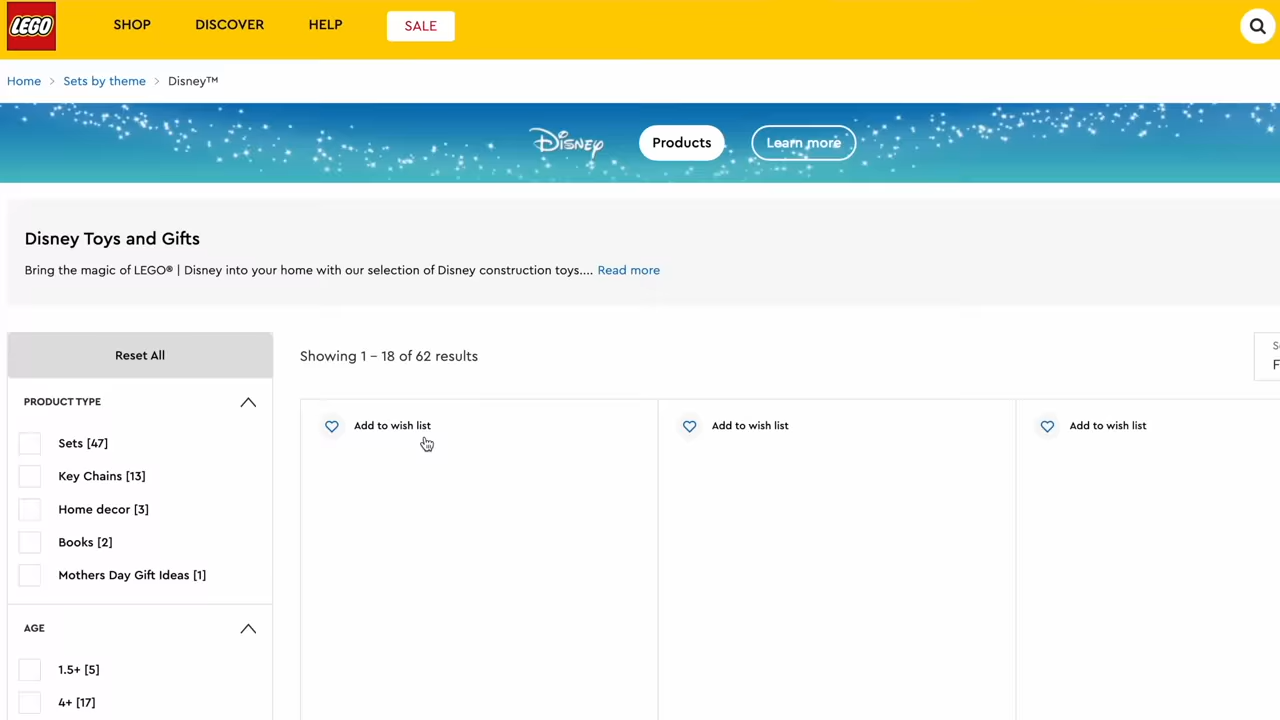 LEGO
SHOP
DISCOVER
HELP
SALE
Home > Sets by theme > Disney™
Disney
Products
Learn more
Disney Toys and Gifts
Bring the magic of LEGO® | Disney into your home with our selection of Disney construction toys.... Read more
Reset All
Showing 1 - 18 of 62 results
S
F
PRODUCT TYPE
Add to wish list
Add to wish list
Add to wish list
Sets [47]
Key Chains [13]
Home decor [3]
Books [2]
Mothers Day Gift Ideas [1]
AGE
1.5+ [5]
4+ [17]